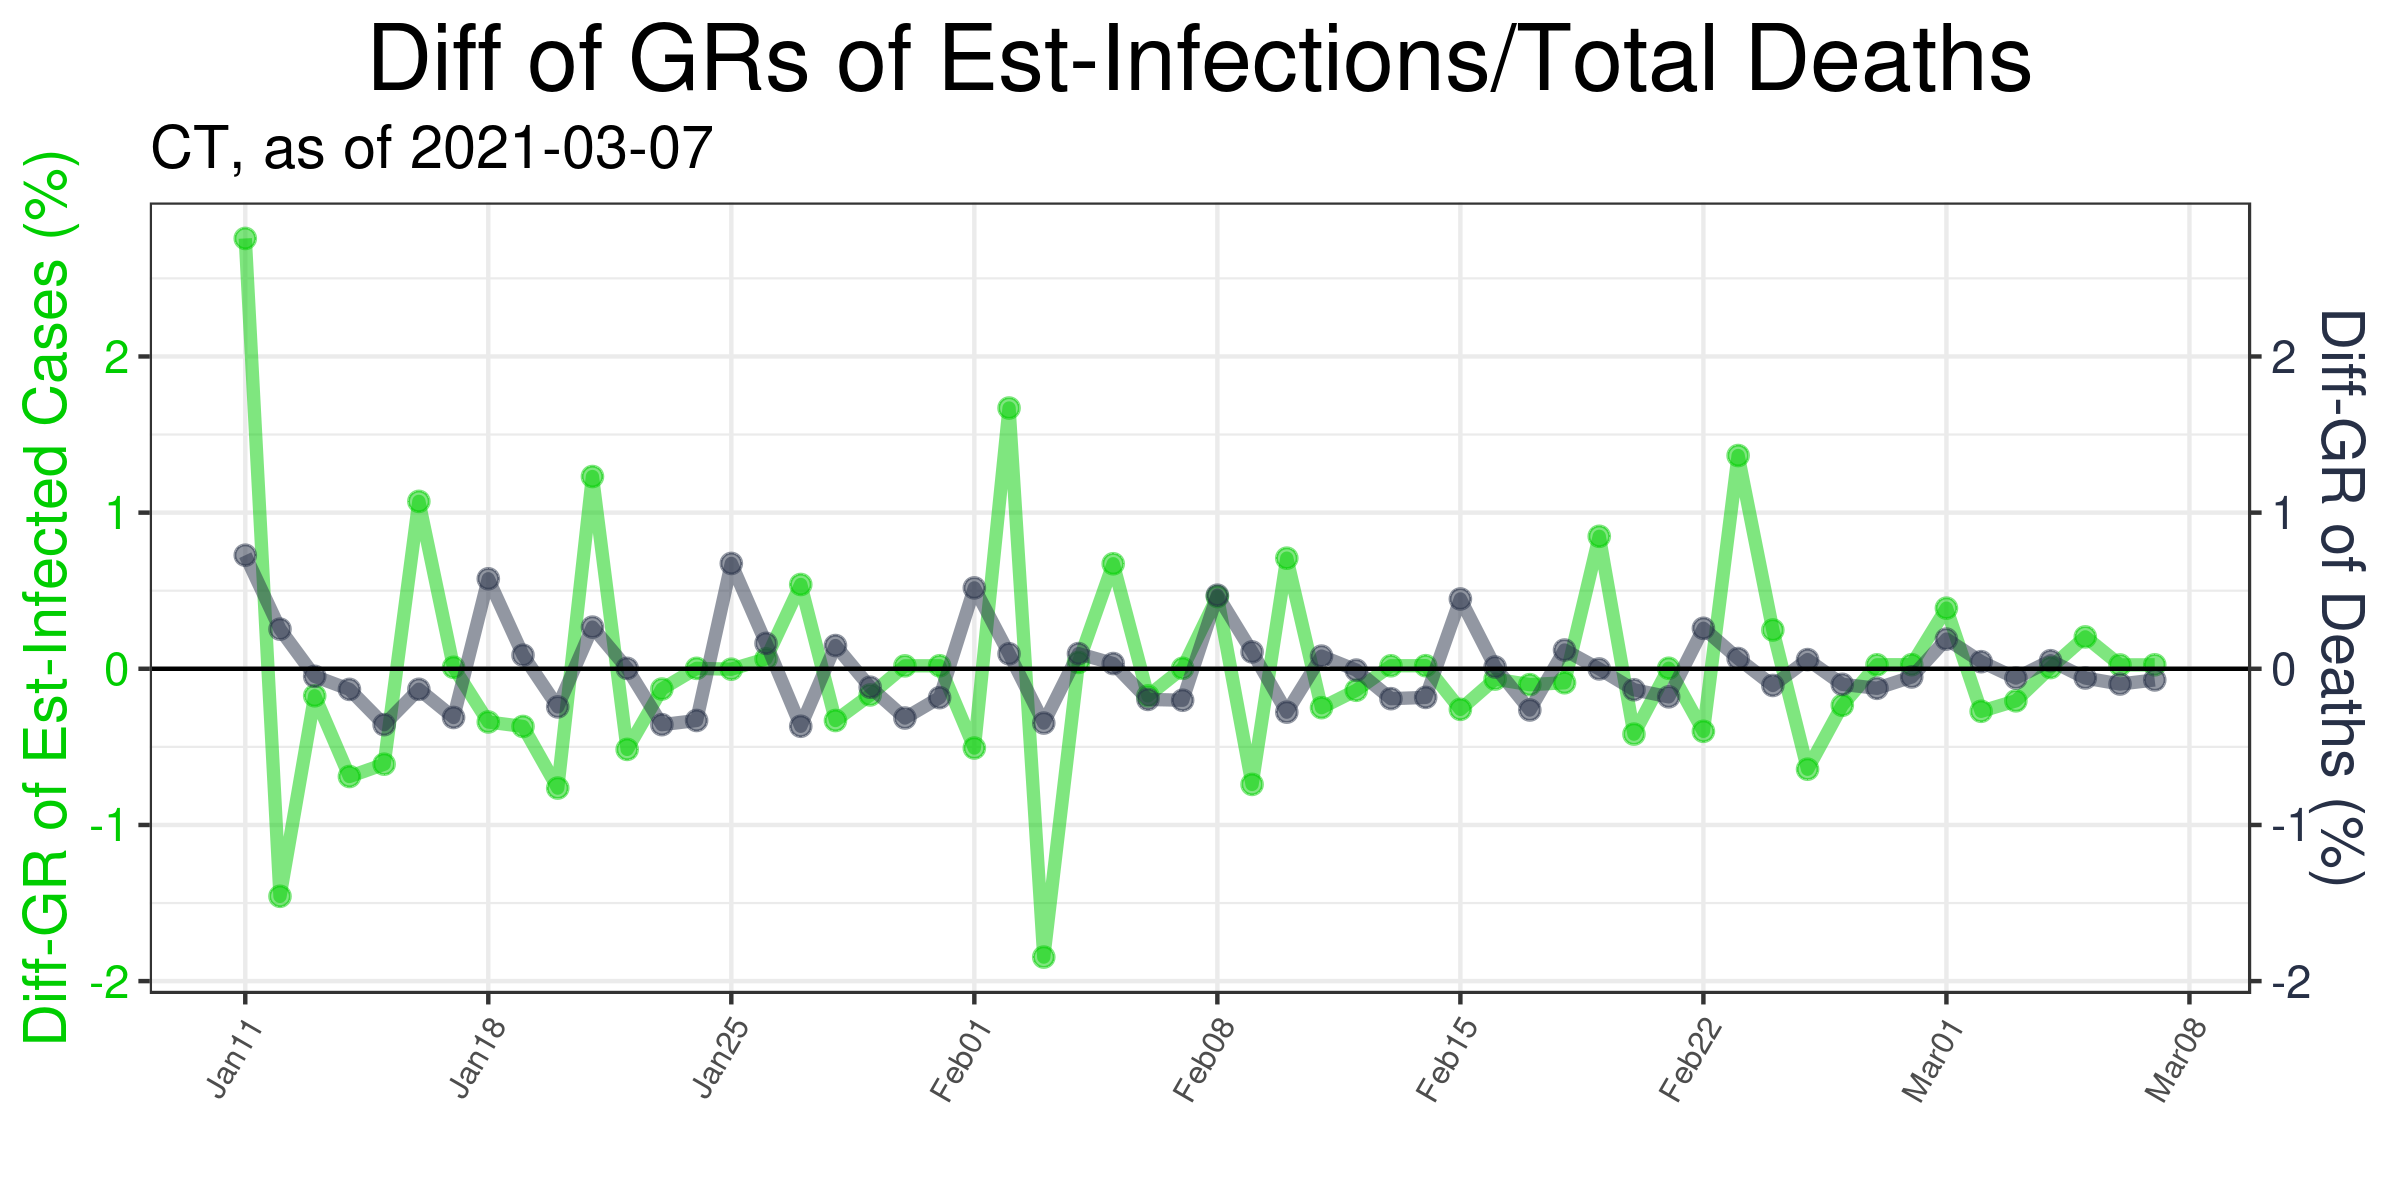 Diff of GRs of Est-Infections/Total Deaths
CT, as of 2021-03-07
Diff-GR of Est-Infected Cases (%)
2
1
0
-1
-2
2
1
0
-1
-2
Diff-GR of Deaths (%)
Jan11
Jan18
Jan25
Feb01
Feb08
Feb15
Feb22
Mar01
Mar08